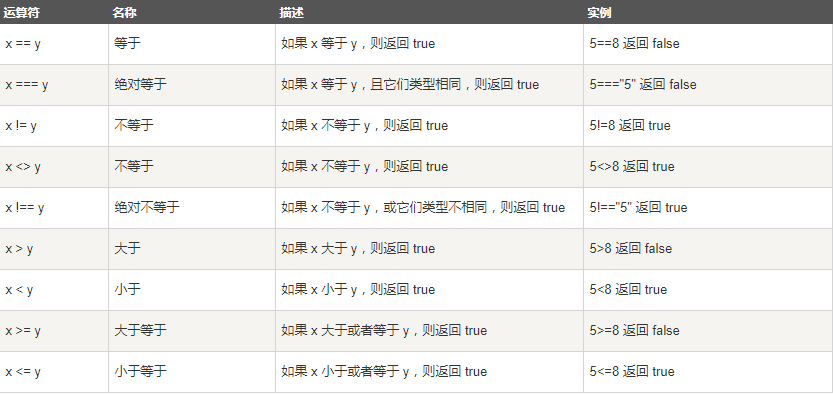 运算符 名称 描述 实例
x == y 等于 如果 x 等于 y，则返回 true 5==8 返回 false
x === y 绝对等于 如果 x 等于 y，且它们类型相同，则返回 true 5==="5" 返回 false
x != y 不等于 如果 x 不等于 y，则返回 true 5!=8 返回 true
x <> y 不等于 如果 x 不等于 y，则返回 true 5<>8 返回 true
x !== y 绝对不等于 如果 x 不等于 y，或它们类型不相同，则返回 true 5!=="5" 返回 true
x > y 大于 如果 x 大于 y，则返回 true 5>8 返回 false
x < y 小于 如果 x 小于 y，则返回 true 5<8 返回 true
x >= y 大于等于 如果 x 大于或者等于 y，则返回 true 5>=8 返回 false
x <= y 小于等于 如果 x 小于或者等于 y，则返回 true 5<=8 返回 true